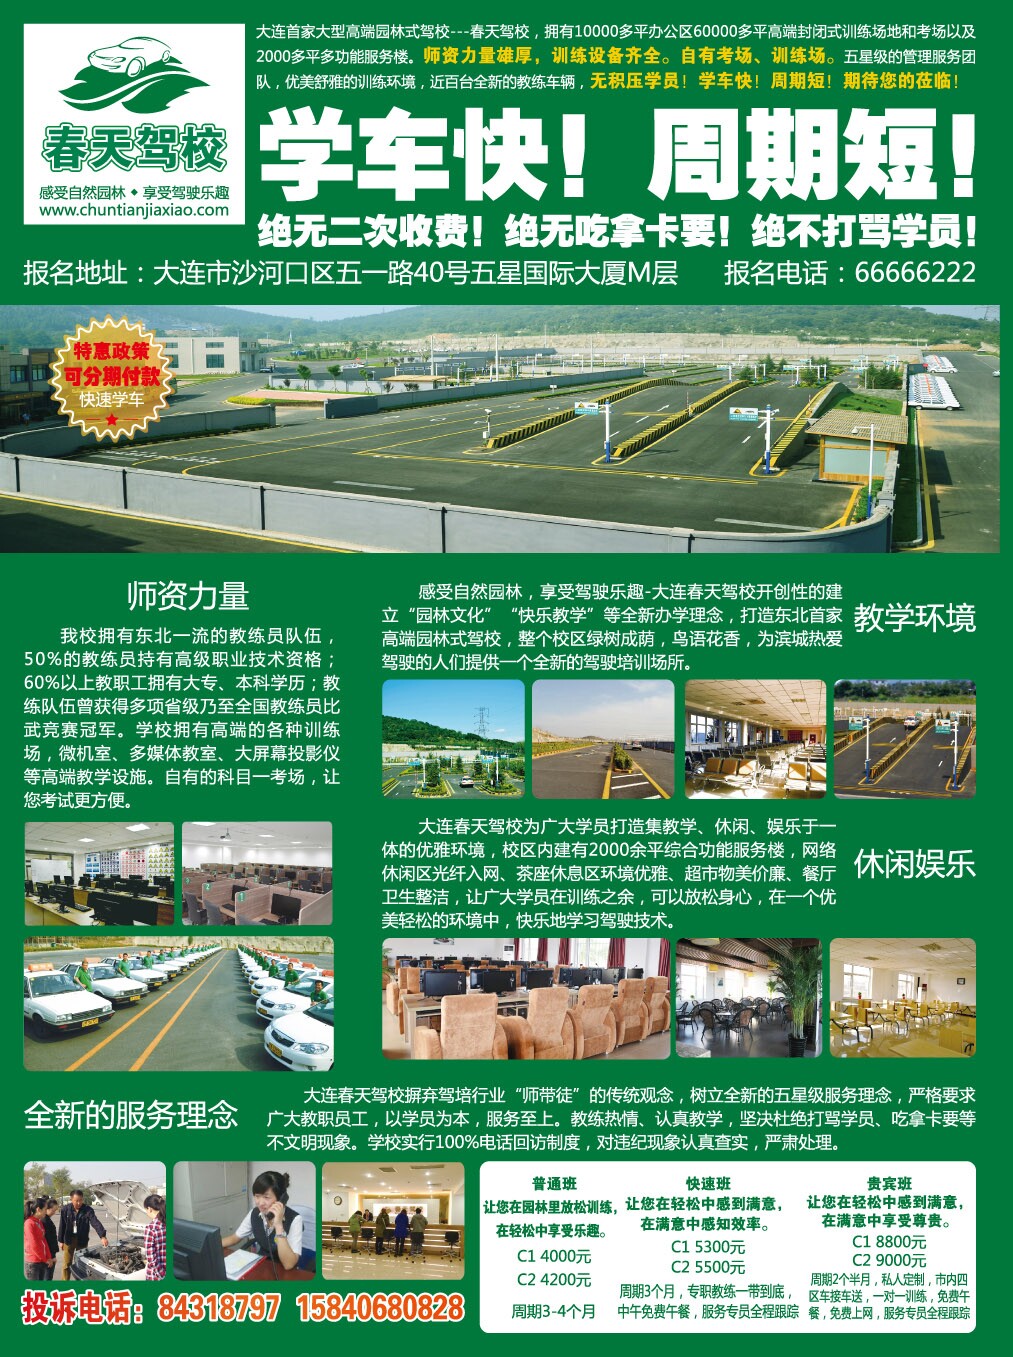 春天驾校
感受自然园林◆享受驾驶乐趣
www.chuntianjiaxiao.com
大连首家大型高端园林式驾校---春天驾校，拥有10000多平办公区60000多平高端封闭式训练场地和考场以及
2000多平多功能服务楼。师资力量雄厚，训练设备齐全。自有考场、训练场。五星级的管理服务团
队，优美舒雅的训练环境，近百台全新的教练车辆，无积压学员！学车快！周期短！期待您的莅临！
学车快！周期短！
绝无二次收费！绝无吃拿卡要！绝不打骂学员！
报名地址：大连市沙河口区五一路40号五星国际大厦M层 报名电话：66666222
特惠政策
可分期付款
快速学车
师资力量
我校拥有东北一流的教练员队伍，
50%的教练员持有高级职业技术资格；
60%以上教职工拥有大专、本科学历；教
练队伍曾获得多项省级乃至全国教练员比
武竞赛冠军。学校拥有高端的各种训练
场，微机室、多媒体教室、大屏幕投影仪
等高端教学设施。自有的科目一考场，让
您考试更方便。
感受自然园林，享受驾驶乐趣-大连春天驾校开创性的建
立“园林文化”“快乐教学”等全新办学理念，打造东北首家
高端园林式驾校，整个校区绿树成荫，鸟语花香，为滨城热爱
驾驶的人们提供一个全新的驾驶培训场所。
教学环境
大连春天驾校为广大学员打造集教学、休闲、娱乐于一
体的优雅环境，校区内建有2000余平综合功能服务楼，网络
休闲区光纤入网、茶座休息区环境优雅、超市物美价廉、餐厅
卫生整洁，让广大学员在训练之余，可以放松身心，在一个优
美轻松的环境中，快乐地学习驾驶技术。
休闲娱乐
全新的服务理念
大连春天驾校摒弃驾培行业“师带徒”的传统观念，树立全新的五星级服务理念，严格要求
广大教职员工，以学员为本，服务至上。教练热情、认真教学，坚决杜绝打骂学员、吃拿卡要等
不文明现象。学校实行100%电话回访制度，对违纪现象认真查实，严肃处理。
投诉电话：84318797 15840680828
普通班
让您在园林里放松训练，
在轻松中享受乐趣。
C1 4000元
C2 4200元
周期3-4个月
快速班
让您在轻松中感到满意，
在满意中感知效率。
C1 5300元
C2 5500元
周期3个月，专职教练一带到底，
中午免费午餐，服务专员全程跟踪
贵宾班
让您在轻松中感到满意，
在满意中享受尊贵。
C1 8800元
C2 9000元
周期2个半月，私人定制，市内四
区车接车送，一对一训练，免费午
餐，免费上网，服务专员全程跟踪